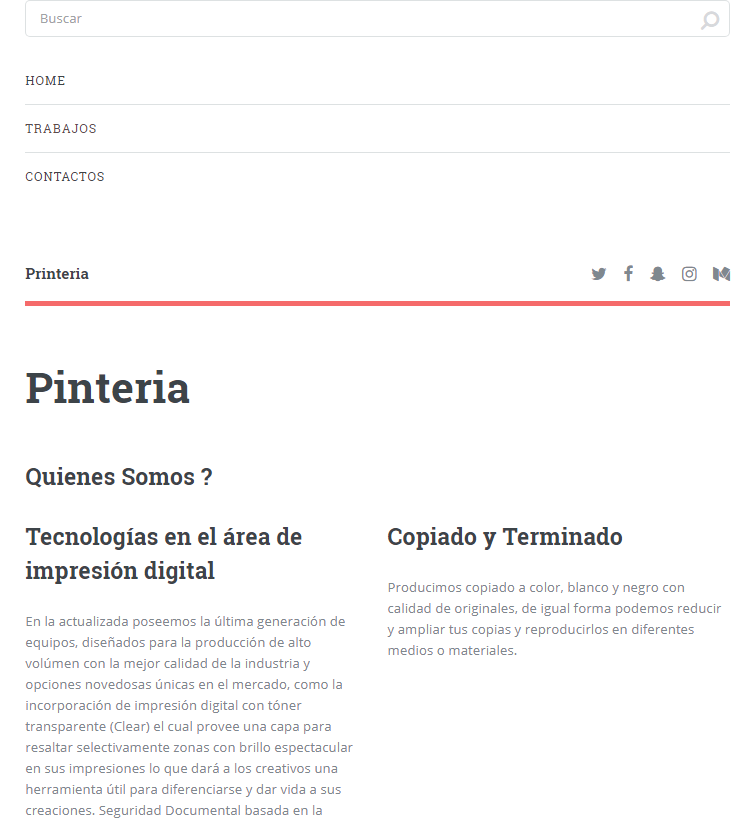 Buscar
HOME
TRABAJOS
CONTACTOS
Printeria
Pinteria
Quienes Somos ?
Tecnologías en el área de
impresión digital
En la actualizada poseemos la última generación de
equipos, diseñados para la producción de alto
volúmen con la mejor calidad de la industria y
opciones novedosas únicas en el mercado, como la
incorporación de impresión digital con tóner
transparente (Clear) el cual provee una capa para
resaltar selectivamente zonas con brillo espectacular
en sus impresiones lo que dará a los creativos una
herramienta útil para diferenciarse y dar vida a sus
creaciones. Seguridad Documental basada en la
Copiado y Terminado
Producimos copiado a color, blanco y negro con
calidad de originales, de igual forma podemos reducir
y ampliar tus copias y reproducirlos en diferentes
medios o materiales.